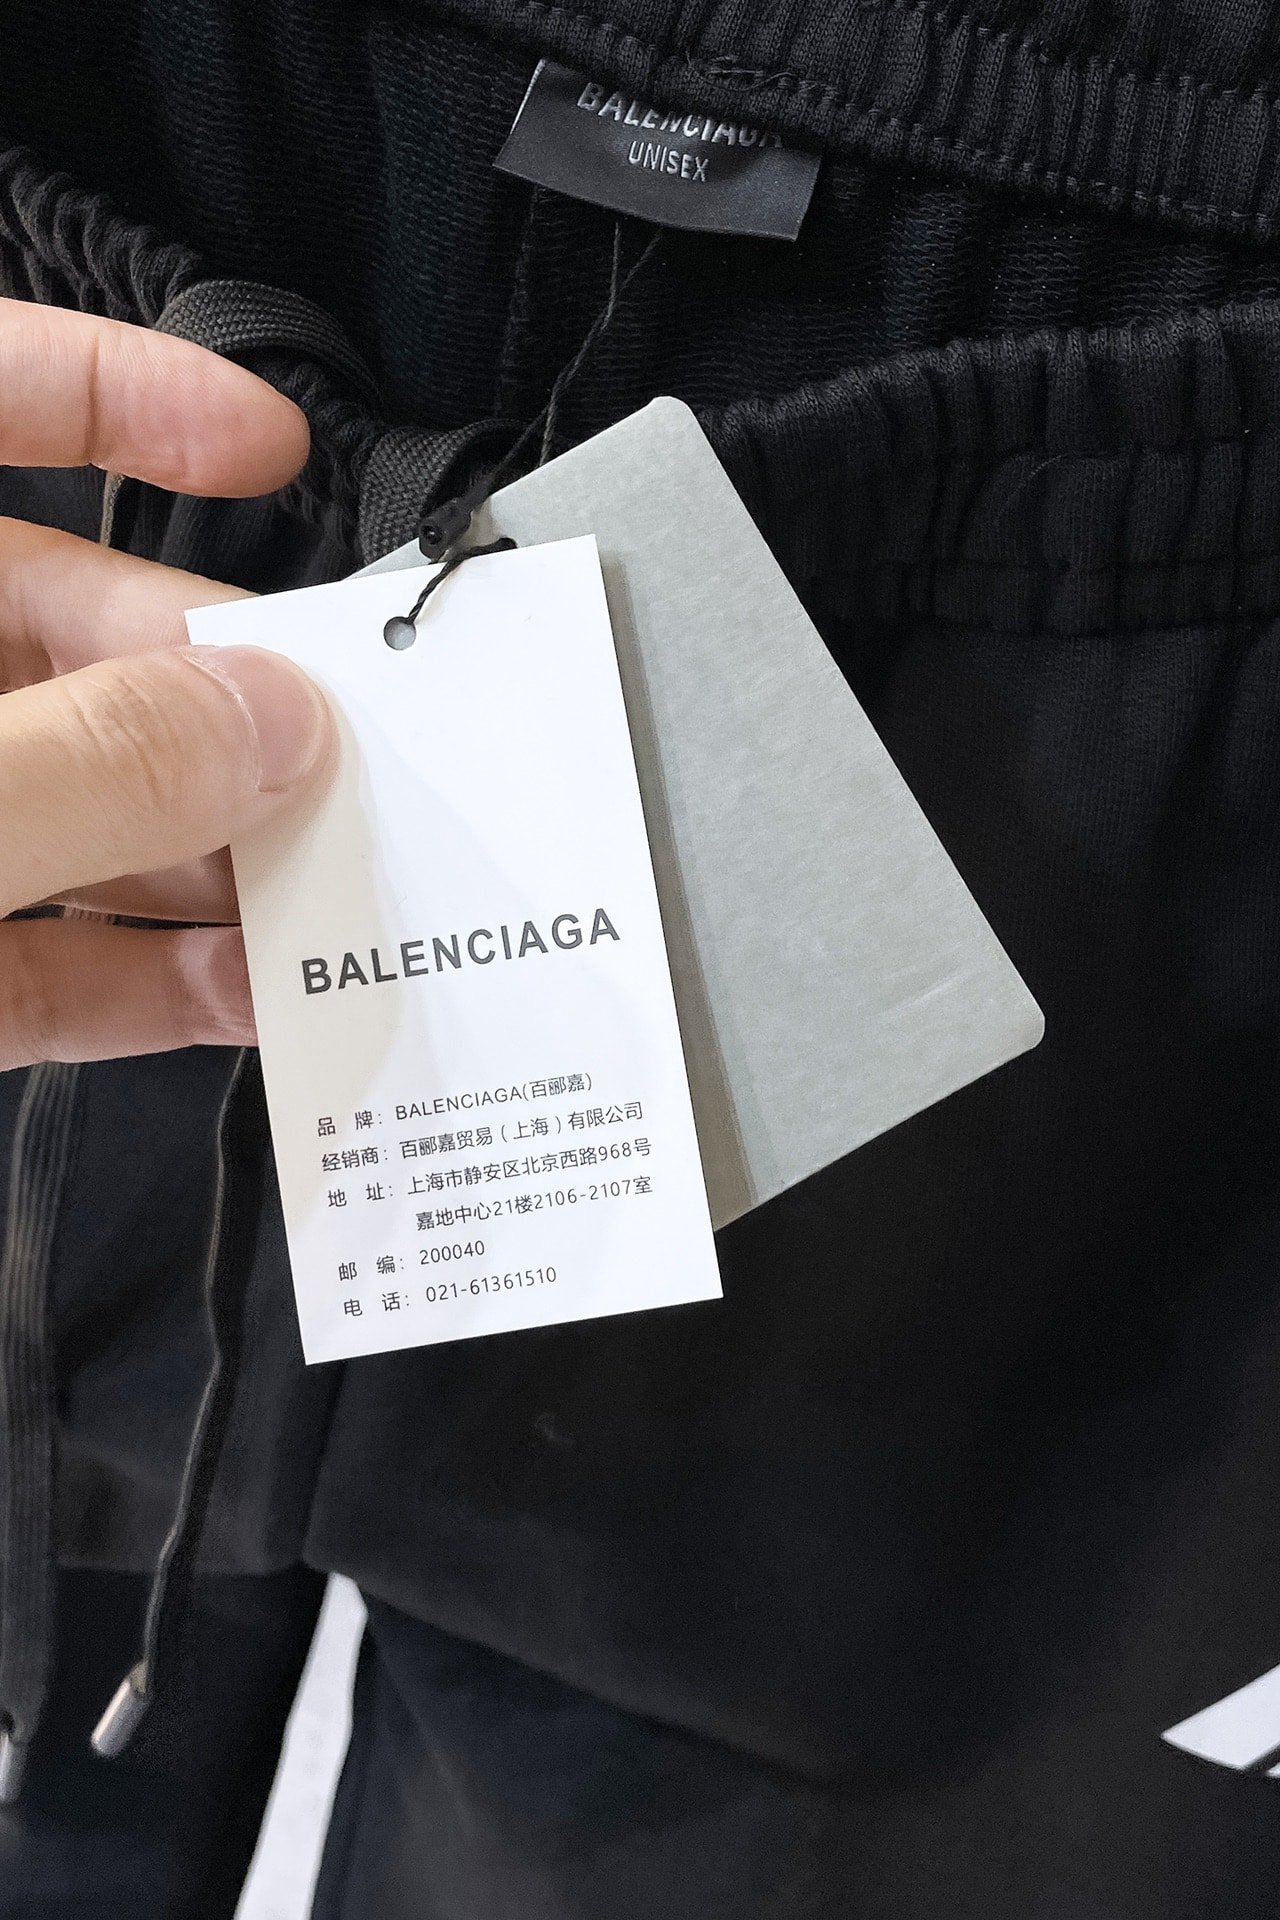 BALENCIAGA
UNISEX
BALENCIAGA
品 牌：BALENCIAGA(百郦嘉)
经销商：百郦嘉贸易（上海）有限公司
地 址：上海市静安区北京西路968号
嘉地中心21楼2106-2107室
邮 编：200040
电 话：021-61361510